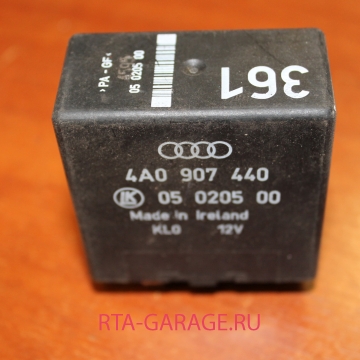 ›PA-GF‹
05 0205 00
361
4A0 907 440
05 0205 00
Made in Ireland
KLG 12V
RTA-GARAGE.RU